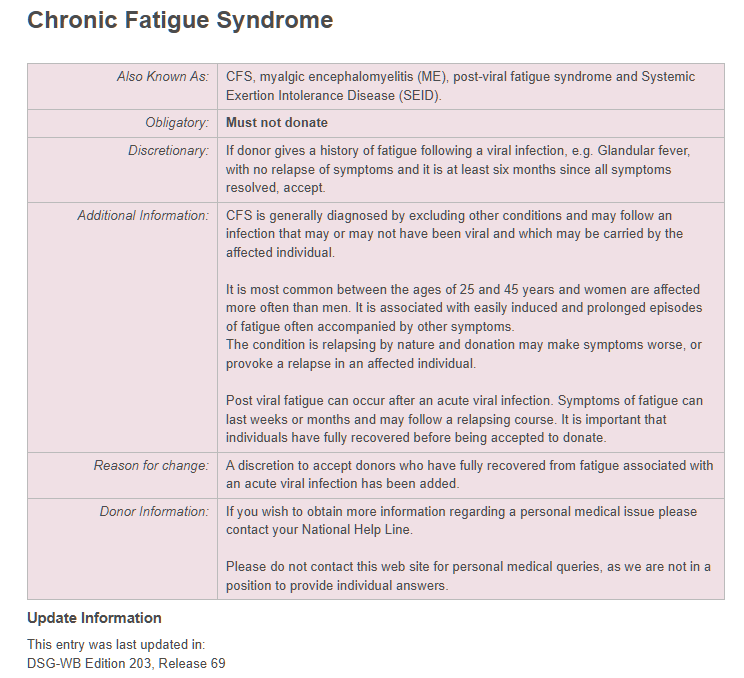 Chronic Fatigue Syndrome
Also Known As: CFS, myalgic encephalomyelitis (ME), post-viral fatigue syndrome and Systemic
Exertion Intolerance Disease (SEID).
Obligatory: Must not donate
Discretionary: If donor gives a history of fatigue following a viral infection, e.g. Glandular fever,
with no relapse of symptoms and it is at least six months since all symptoms
resolved, accept.
Additional Information: CFS is generally diagnosed by excluding other conditions and may follow an
infection that may or may not have been viral and which may be carried by the
affected individual.
It is most common between the ages of 25 and 45 years and women are affected
more often than men. It is associated with easily induced and prolonged episodes
of fatigue often accompanied by other symptoms.
The condition is relapsing by nature and donation may make symptoms worse, or
provoke a relapse in an affected individual.
Post viral fatigue can occur after an acute viral infection. Symptoms of fatigue can
last weeks or months and may follow a relapsing course. It is important that
individuals have fully recovered before being accepted to donate.
Reason for change: A discretion to accept donors who have fully recovered from fatigue associated with
an acute viral infection has been added.
Donor Information: If you wish to obtain more information regarding a personal medical issue please
contact your National Help Line.
Please do not contact this web site for personal medical queries, as we are not in a
position to provide individual answers.
Update Information
This entry was last updated in:
DSG-WB Edition 203, Release 69